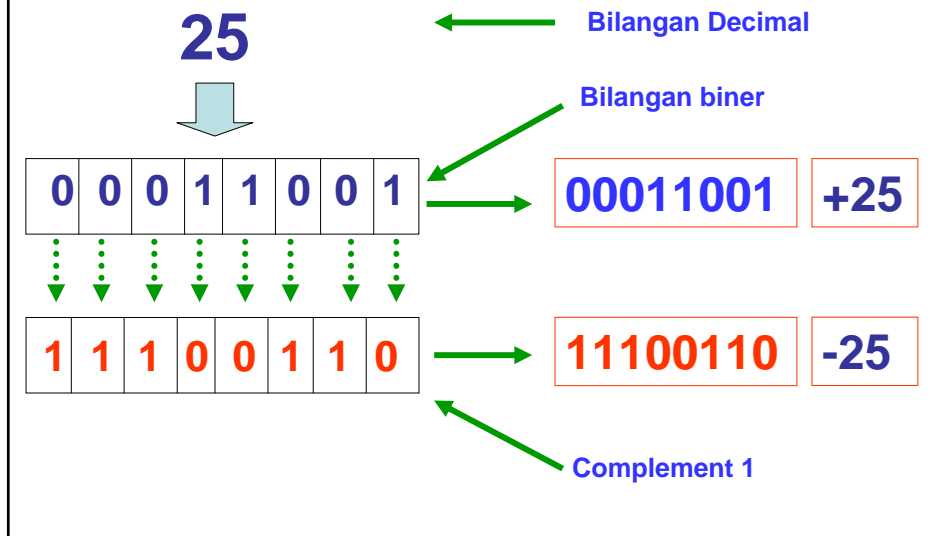 25
Bilangan Decimal
Bilangan biner
0 0 0 1 1 0 0 1
00011001 +25
1 1 1 0 0 1 1 0
11100110 -25
Complement 1